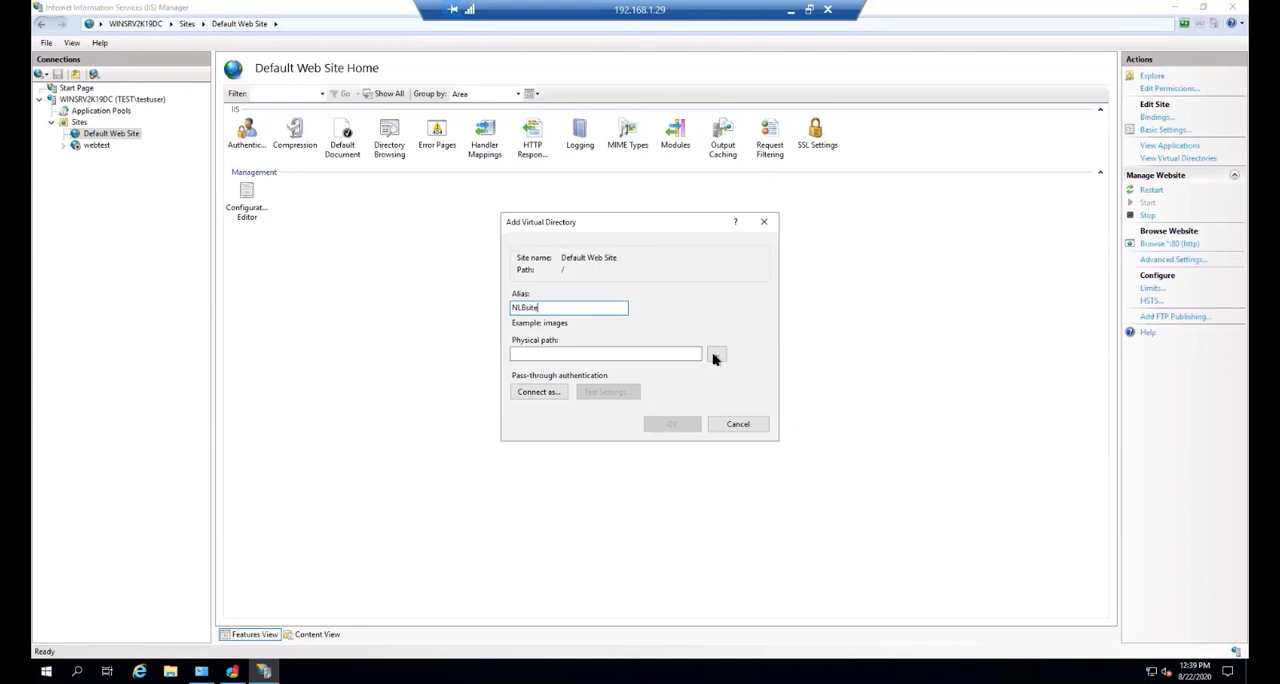 Internet Information Services (IIS) Manager
192.168.1.29
WINSRV2K19DC
Sites
Default Web Site
File View Help
Connections
Start Page
WINSRV2K19DC (TEST\testuser)
Application Pools
Sites
Default Web Site
webtest
Default Web Site Home
Filter: Go Show All Group by: Area
IIS
Authentic...
Compression
Default
Document
Directory
Browsing
Error Pages
Handler
Mappings
HTTP
Respon...
Logging
MIME Types
Modules
Output
Caching
Request
Filtering
SSL Settings
Management
Configurat...
Editor
Add Virtual Directory
? 
Site name: Default Web Site
Path: /
Alias:
NLBsite
Example: images
Physical path:
Pass-through authentication
Connect as... Test Settings...
OK Cancel
Actions
Explore
Edit Permissions...
Edit Site
Bindings...
Basic Settings...
View Applications
View Virtual Directories
Manage Website
Restart
Start
Stop
Browse Website
Browse *:80 (http)
Advanced Settings...
Configure
Limits...
HSTS...
Add FTP Publishing...
Help
Features View Content View
Ready
12:39 PM
8/22/2020